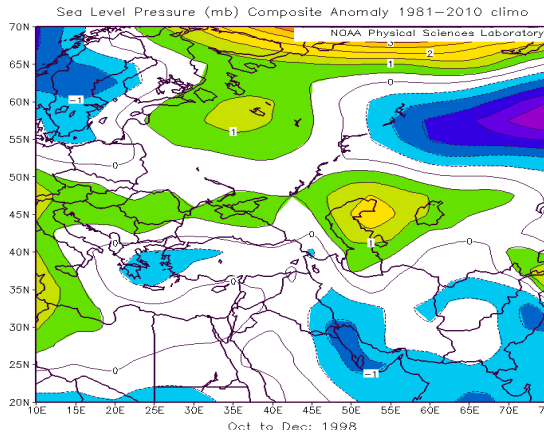 Sea Level Pressure (mb) Composite Anomaly 1981-2010 climo
NOAA Physical Sciences Laboratory
70N
65N
60N
55N
50N
45N
40N
35N
30N
25N
20N
3
2
1
0
-1
1
0
0
0
1
0
0
0
-1
0
10E 15E 20E 25E 30E 35E 40E 45E 50E 55E 60E 65E 70E
Oct to Dec: 1998